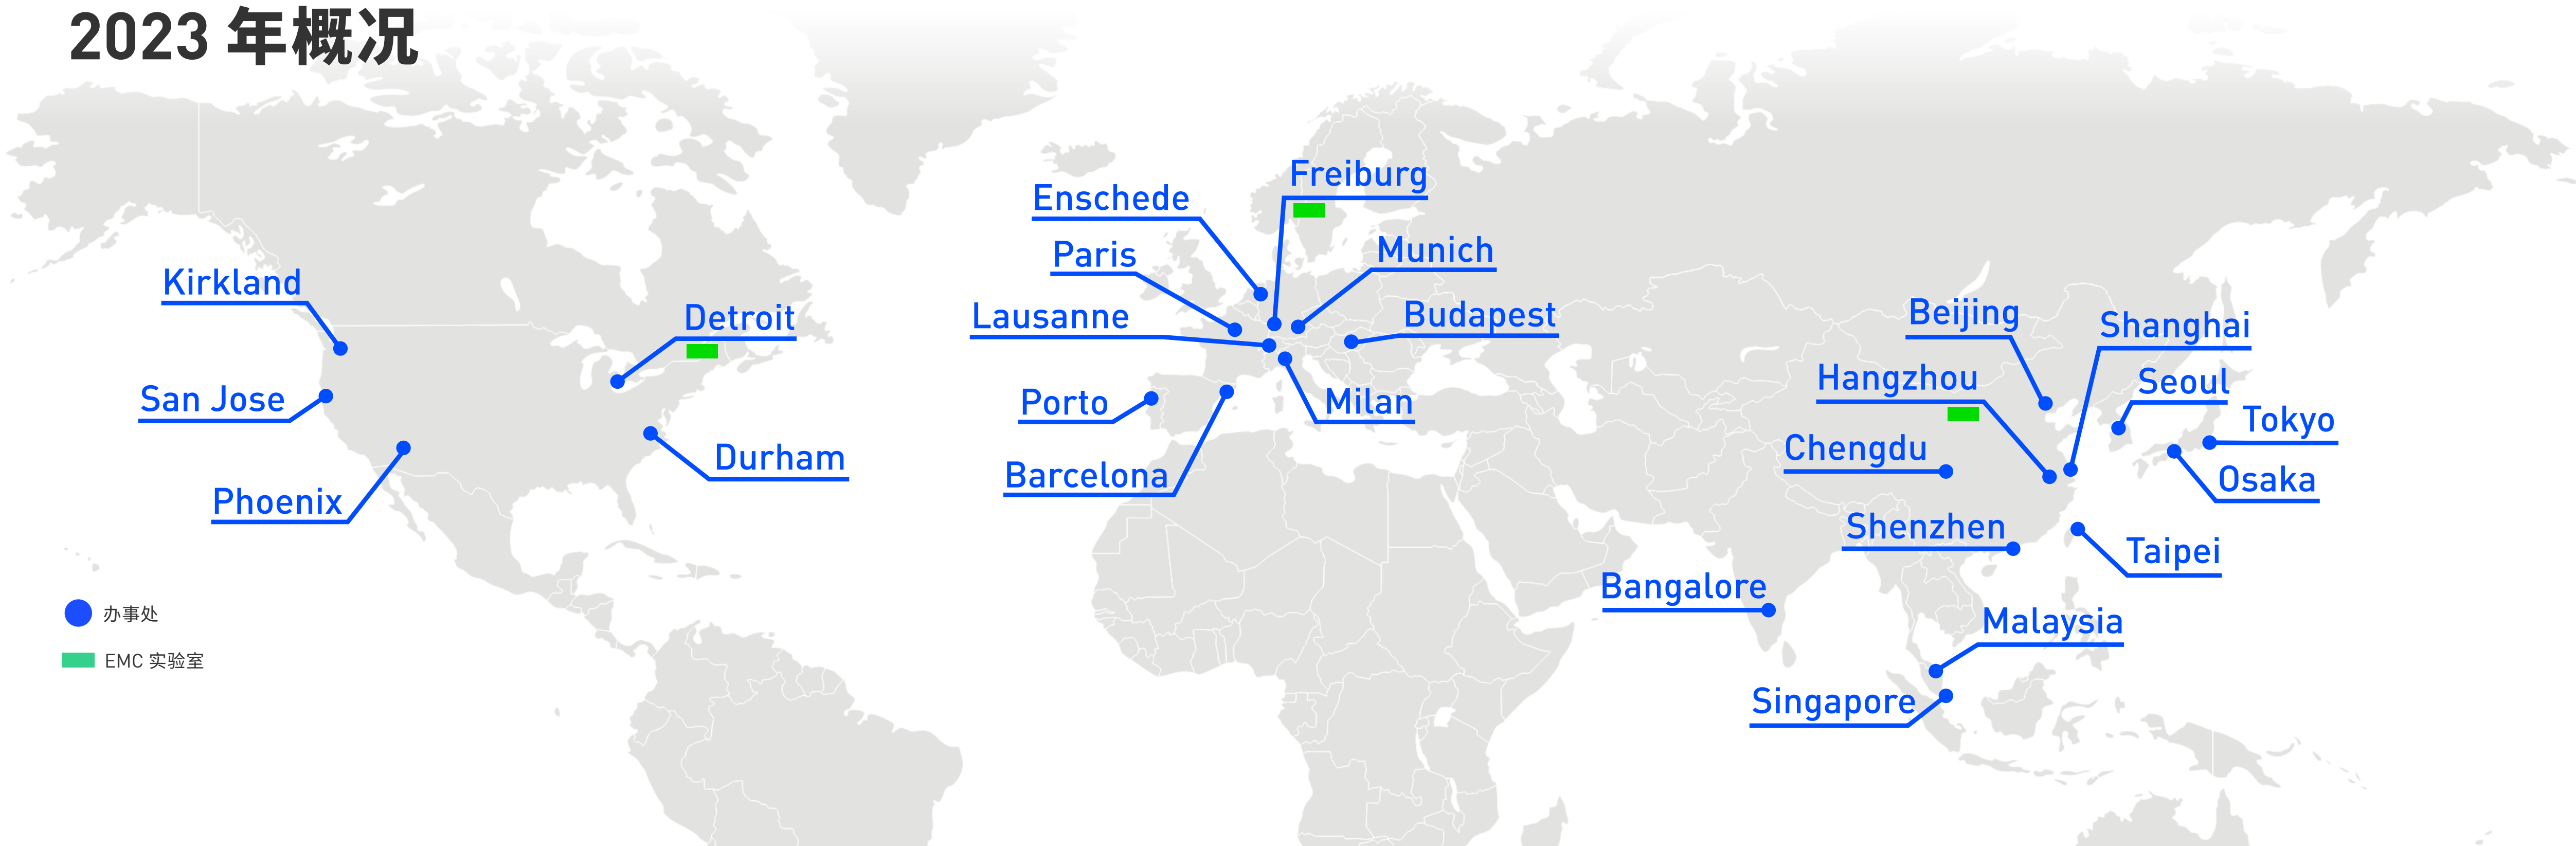 2023 年概况
Kirkland
San Jose
Phoenix
Detroit
Durham
Enschede
Paris
Lausanne
Porto
Barcelona
Freiburg
Munich
Budapest
Milan
Beijing
Shanghai
Hangzhou
Seoul
Tokyo
Chengdu
Osaka
Shenzhen
Taipei
Bangalore
Malaysia
Singapore
办事处
EMC 实验室